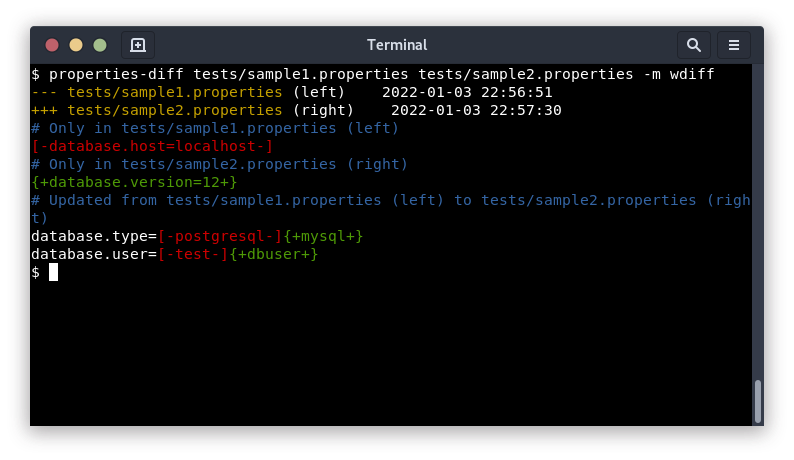 Terminal
$ properties-diff tests/sample1.properties tests/sample2.properties -m wdiff
--- tests/sample1.properties (left)    2022-01-03 22:56:51
+++ tests/sample2.properties (right)    2022-01-03 22:57:30
# Only in tests/sample1.properties (left)
[-database.host=localhost-]
# Only in tests/sample2.properties (right)
{+database.version=12+}
# Updated from tests/sample1.properties (left) to tests/sample2.properties (righ
t)
database.type=[-postgresql-]{+mysql+}
database.user=[-test-]{+dbuser+}
$